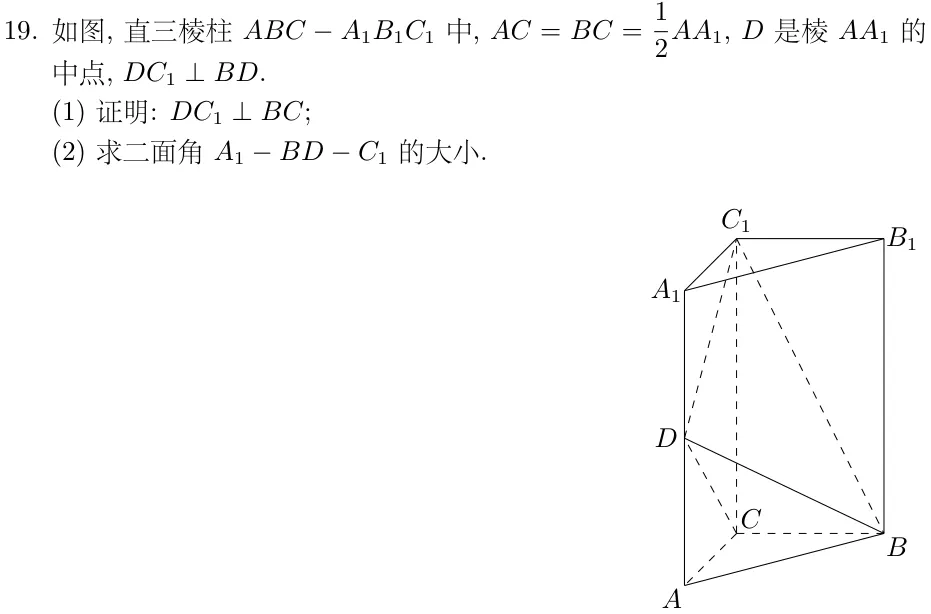 19. 如图, 直三棱柱 ABC − A₁B₁C₁ 中, AC = BC = 1/2 AA₁, D 是棱 AA₁ 的
中点, DC₁ ⊥ BD.
(1) 证明: DC₁ ⊥ BC;
(2) 求二面角 A₁ − BD − C₁ 的大小.
C₁
B₁
A₁
D
C
B
A